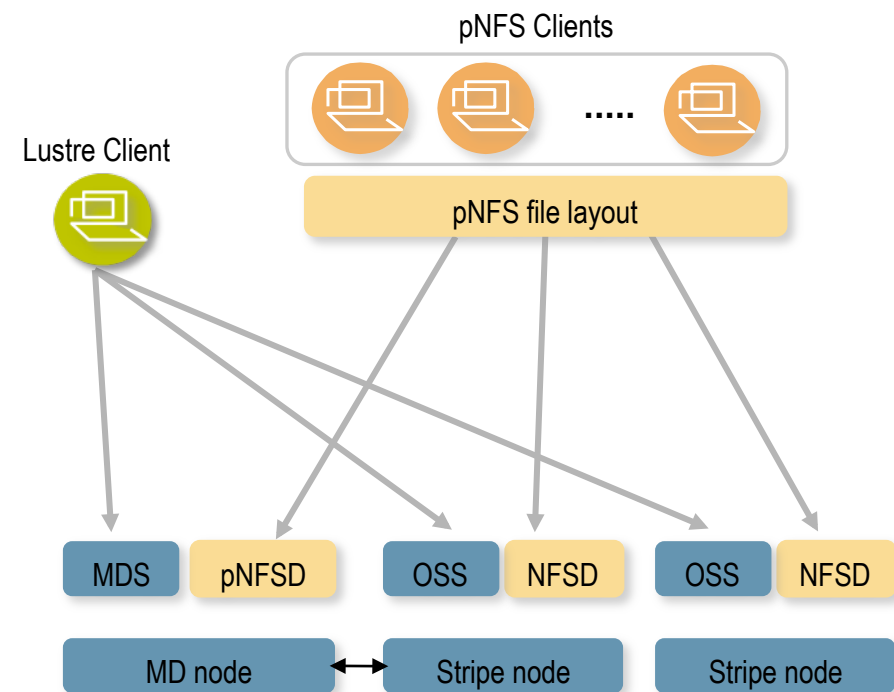 pNFS Clients
.....
Lustre Client
pNFS file layout
MDS
pNFSD
OSS
NFSD
OSS
NFSD
MD node
Stripe node
Stripe node